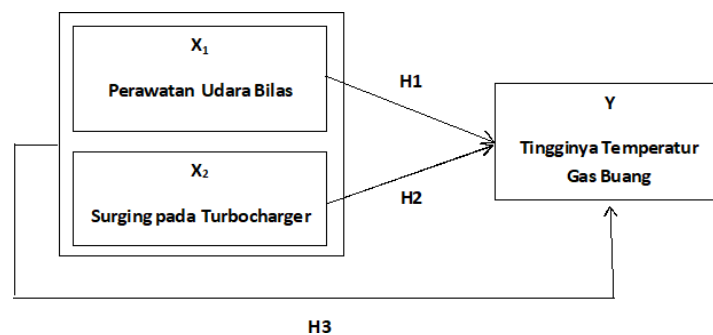 X₁
Perawatan Udara Bilas
H1
X₂
Surging pada Turbocharger
H2
Y
Tingginya Temperatur
Gas Buang
H3